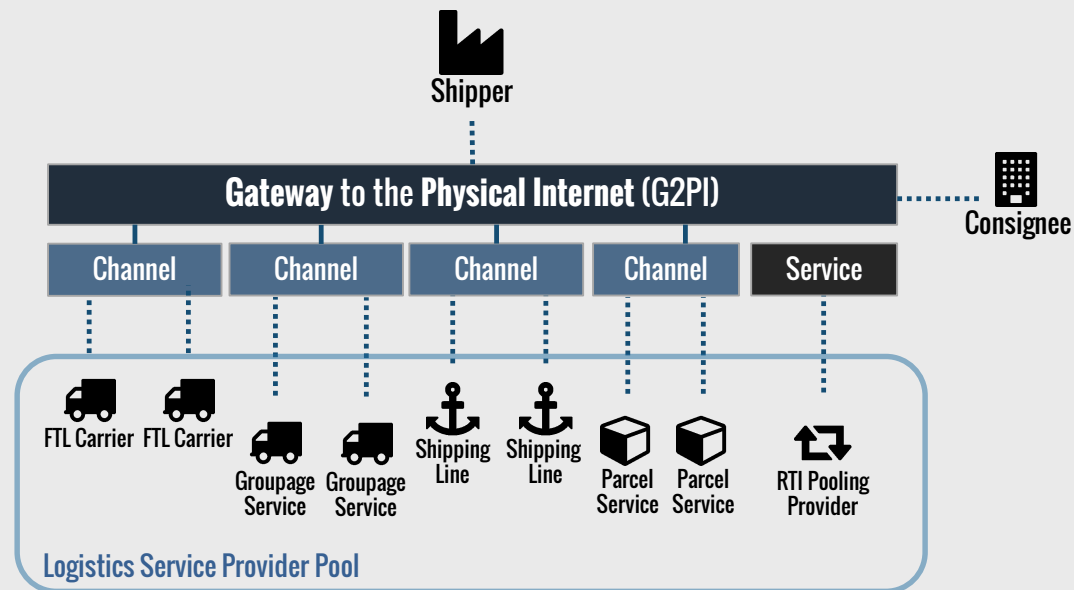 Shipper
Gateway to the Physical Internet (G2PI)
Consignee
Channel
Channel
Channel
Channel
Service
FTL Carrier
FTL Carrier
Groupage
Service
Groupage
Service
Shipping
Line
Shipping
Line
Parcel
Service
Parcel
Service
RTI Pooling
Provider
Logistics Service Provider Pool